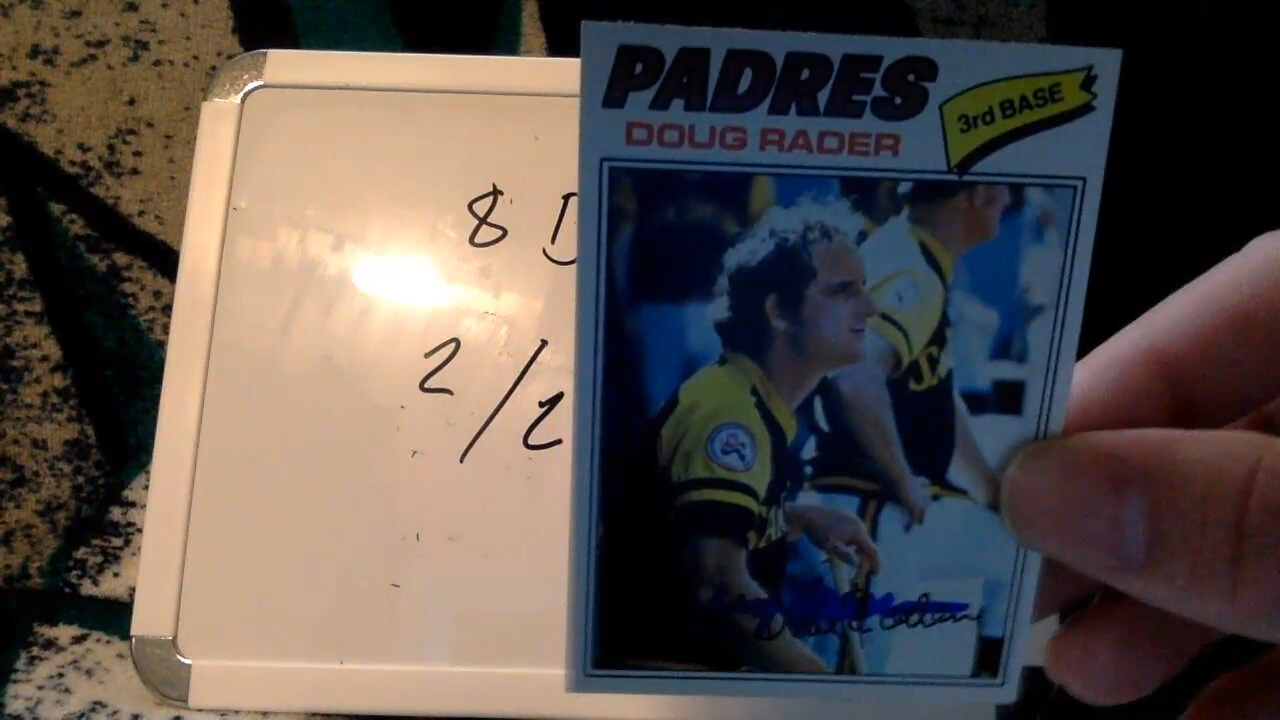 PADRES
DOUG RADER
3rd BASE
8 D
2/2